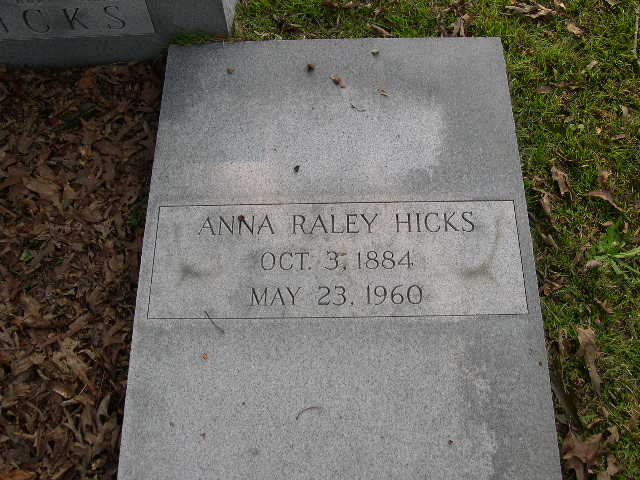 ICKS
ANNA RALEY HICKS
OCT. 3, 1884
MAY 23, 1960